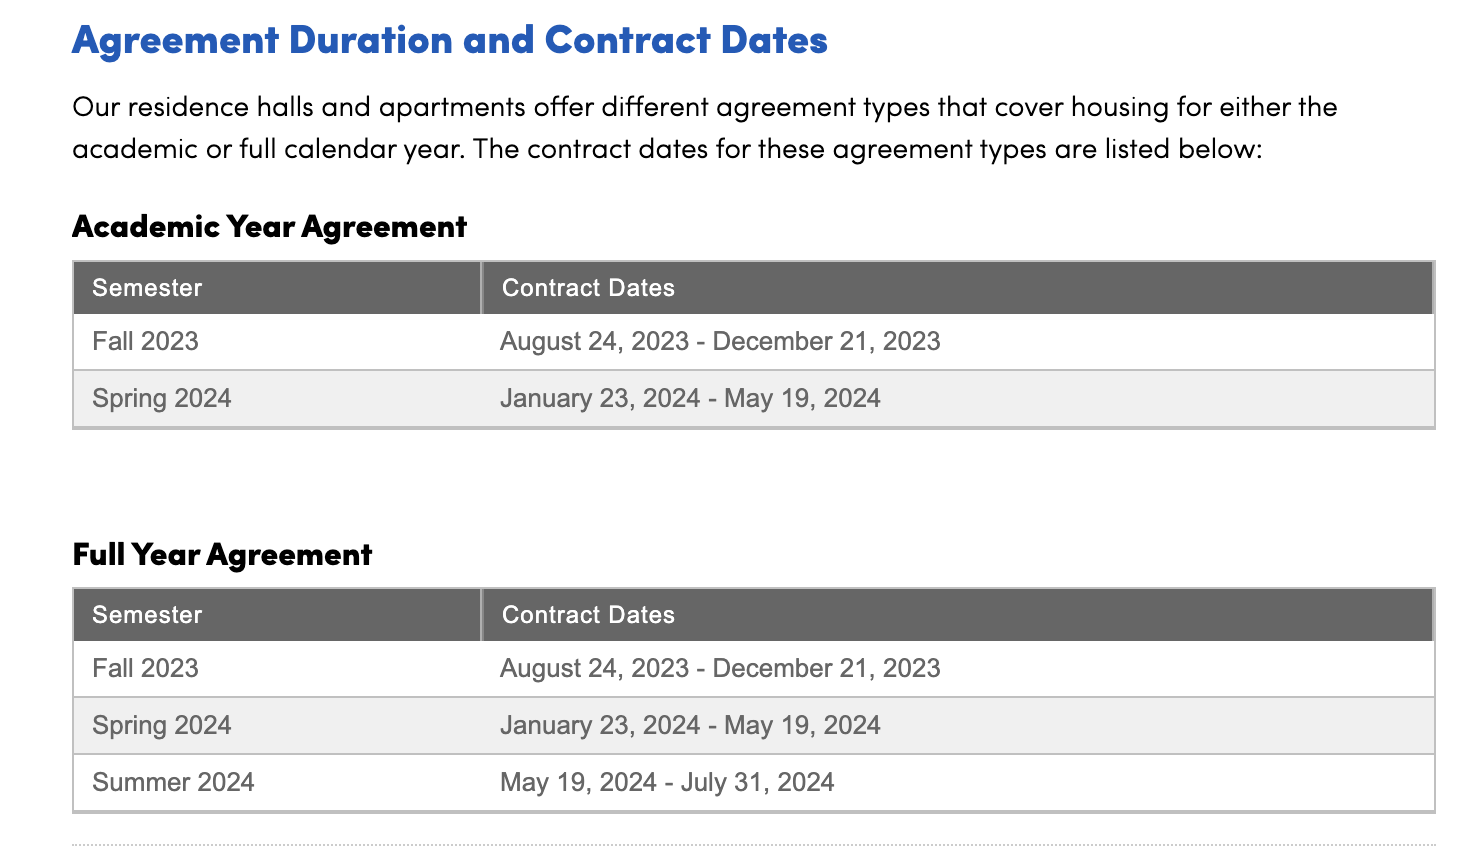 Agreement Duration and Contract Dates
Our residence halls and apartments offer different agreement types that cover housing for either the
academic or full calendar year. The contract dates for these agreement types are listed below:
Academic Year Agreement
Semester Contract Dates
Fall 2023 August 24, 2023 - December 21, 2023
Spring 2024 January 23, 2024 - May 19, 2024
Full Year Agreement
Semester Contract Dates
Fall 2023 August 24, 2023 - December 21, 2023
Spring 2024 January 23, 2024 - May 19, 2024
Summer 2024 May 19, 2024 - July 31, 2024